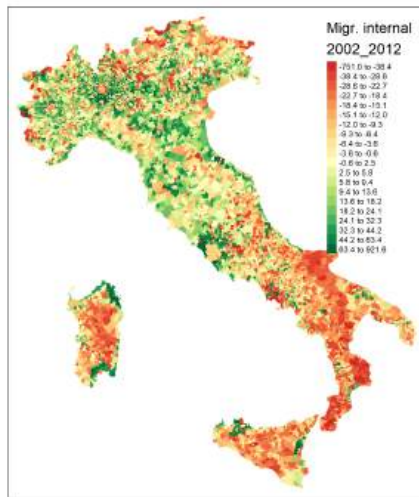 Migr. internal
2002_2012
-751.0 to -38.4
-38.4 to -28.6
-28.6 to -22.7
-22.7 to -18.4
-18.4 to -15.1
-15.1 to -12.0
-12.0 to -9.3
-9.3 to -6.4
-6.4 to -3.6
-3.6 to -0.6
-0.6 to 2.5
2.5 to 5.8
5.8 to 9.4
9.4 to 13.6
13.6 to 18.2
18.2 to 24.1
24.1 to 32.3
32.3 to 44.2
44.2 to 63.4
63.4 to 921.6